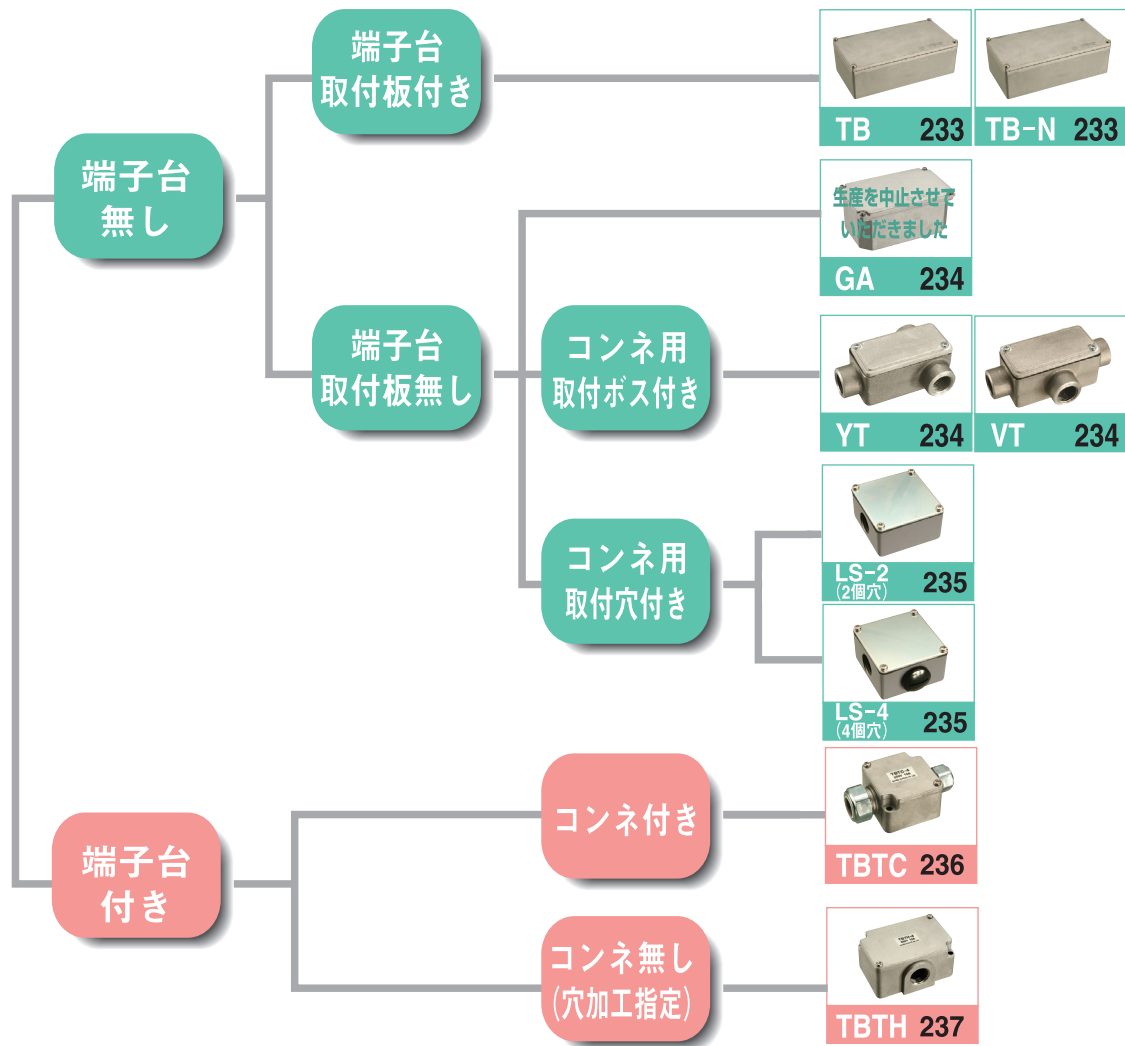 端子台
取付板付き
TB 233
TB-N 233
端子台
無し
生産を中止させて
いただきました
GA 234
端子台
取付板無し
コンネ用
取付ボス付き
YT 234
VT 234
コンネ用
取付穴付き
LS-2
(2個穴)
235
LS-4
(4個穴)
235
端子台
付き
コンネ付き
TBTC 236
コンネ無し
(穴加工指定)
TBTH 237